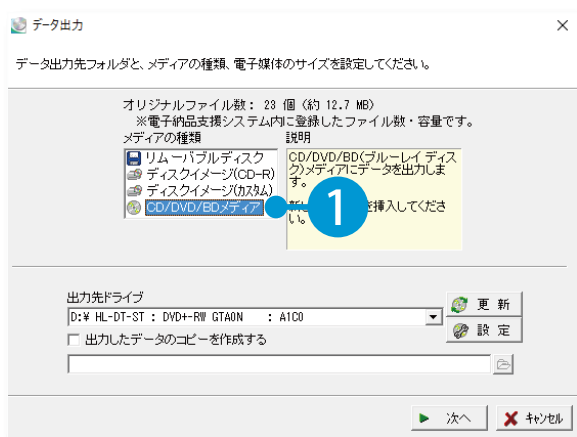 データ出力
データ出力先フォルダと、メディアの種類、電子媒体のサイズを設定してください。
オリジナルファイル数: 23 個 (約 12.7 MB)
※電子納品支援システム内に登録したファイル数・容量です。
メディアの種類
説明
リムーバブルディスク
ディスクイメージ(CD-R)
ディスクイメージ(カスタム)
CD/DVD/BDメディア
CD/DVD/BD(ブルーレイ ディス
ク)メディアにデータを出力しま
す。
を挿入してくださ
い。
1
出力先ドライブ
D:¥ HL-DT-ST : DVD+-RW GTA0N : A1C0
更 新
設 定
出力したデータのコピーを作成する
次へ
キャンセル